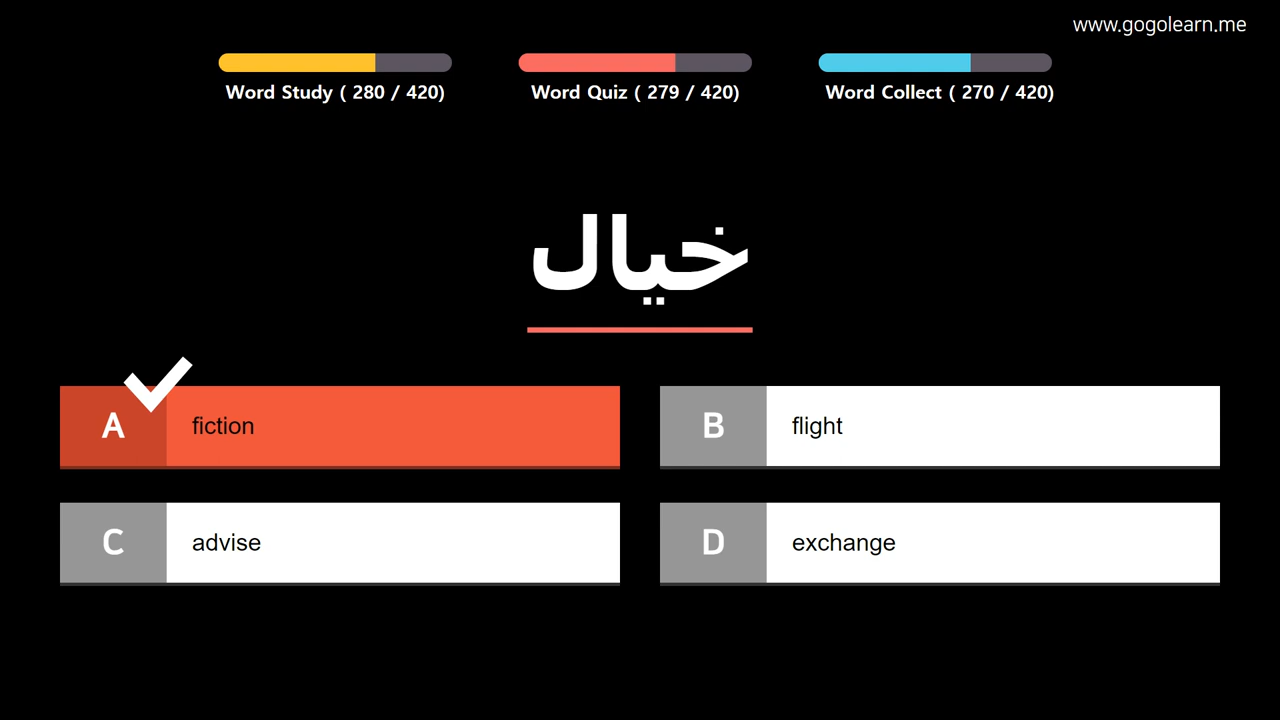 www.gogolearn.me
Word Study ( 280 / 420)
Word Quiz ( 279 / 420)
Word Collect ( 270 / 420)
خيال
A fiction
B flight
C advise
D exchange